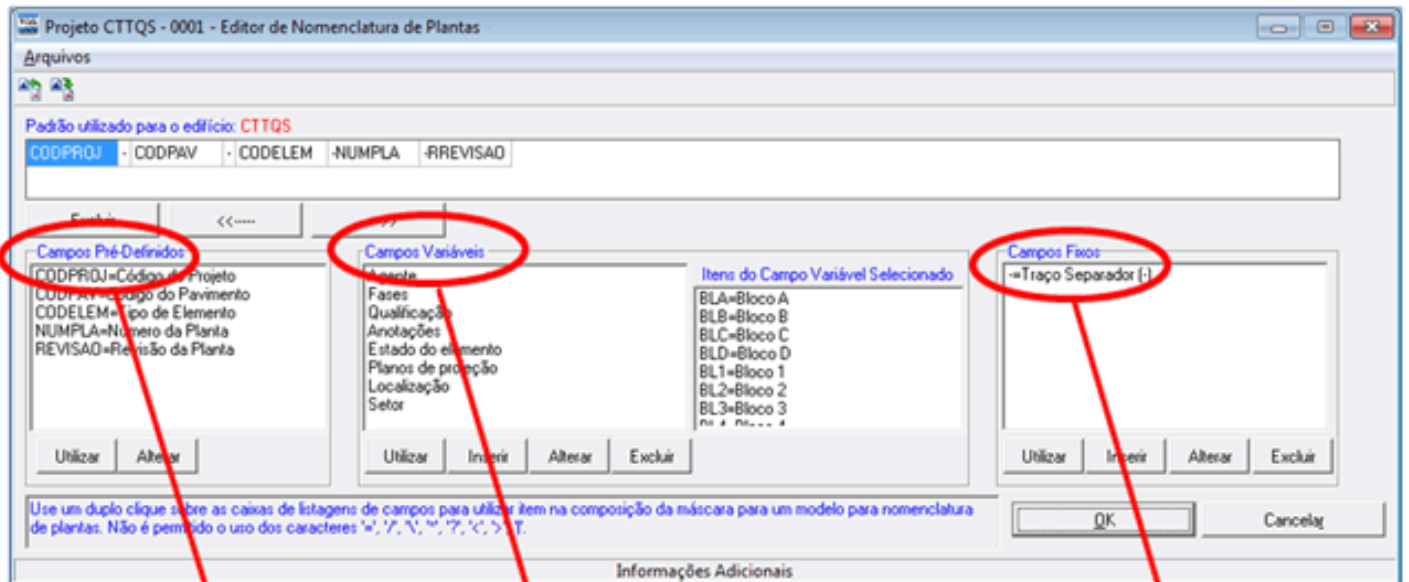 Projeto CTTQS - 0001 - Editor de Nomenclatura de Plantas
Arquivos
Padrão utilizado para o edifício: CTTQS
CODPROJ - CODPAV - CODELEM -NUMPLA -RREVISAO
Excluir <<----- >>
Campos Pré-Definidos
CODPROJ=Código do Projeto
CODPAV=Código do Pavimento
CODELEM=Tipo de Elemento
NUMPLA=Número da Planta
REVISAO=Revisão da Planta
Utilizar Alterar
Campos Variáveis
Agente
Fases
Qualificação
Anotações
Estado do elemento
Planos de projeção
Localização
Setor
Itens do Campo Variável Selecionado
BLA=Bloco A
BLB=Bloco B
BLC=Bloco C
BLD=Bloco D
BL1=Bloco 1
BL2=Bloco 2
BL3=Bloco 3
BL4=Bloco 4
Utilizar Inserir Alterar Excluir
Campos Fixos
-=Traço Separador (-)
Utilizar Inserir Alterar Excluir
Use um duplo clique sobre as caixas de listagens de campos para utilizar item na composição da máscara para um modelo para nomenclatura
de plantas. Não é permitido o uso dos caracteres '=', '/', '\', '*', '?', '<', '>', '|'.
OK Cancelar
Informações Adicionais